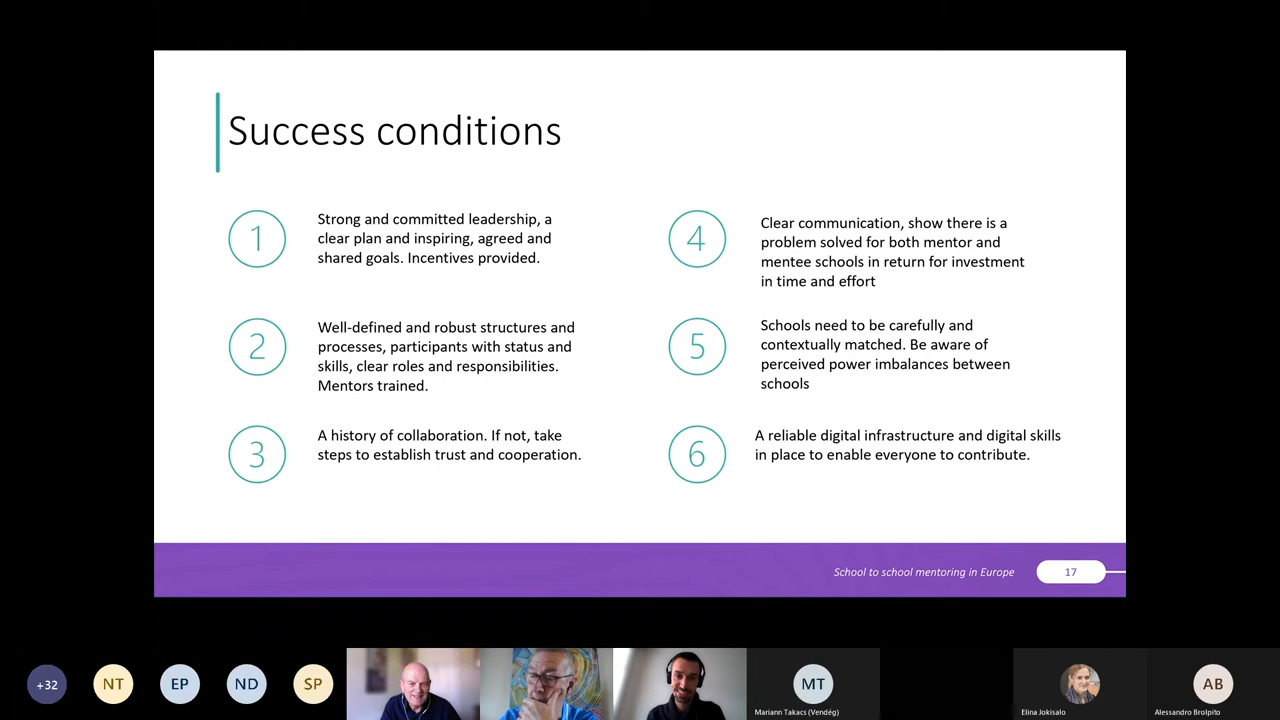 Success conditions
1
Strong and committed leadership, a
clear plan and inspiring, agreed and
shared goals. Incentives provided.
2
Well-defined and robust structures and
processes, participants with status and
skills, clear roles and responsibilities.
Mentors trained.
3
A history of collaboration. If not, take
steps to establish trust and cooperation.
4
Clear communication, show there is a
problem solved for both mentor and
mentee schools in return for investment
in time and effort
5
Schools need to be carefully and
contextually matched. Be aware of
perceived power imbalances between
schools
6
A reliable digital infrastructure and digital skills
in place to enable everyone to contribute.
School to school mentoring in Europe
17
+32
NT
EP
ND
SP
MT
Mariann Takacs (Vendég)
Elina Jokisalo
AB
Alessandro Brolpito